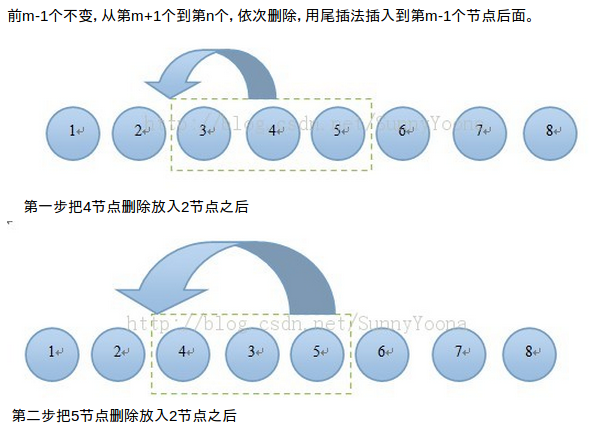 前m-1个不变,从第m+1个到第n个,依次删除,用尾插法插入到第m-1个节点后面。
http://blog.csdn.net/SunnyYoona
1↵ 2↵ 3↵ 4↵ 5↵ 6↵ 7↵ 8↵
第一步把4节点删除放入2节点之后
http://blog.csdn.net/SunnyYoona
1↵ 2↵ 4↵ 3↵ 5↵ 6↵ 7↵ 8↵
第二步把5节点删除放入2节点之后